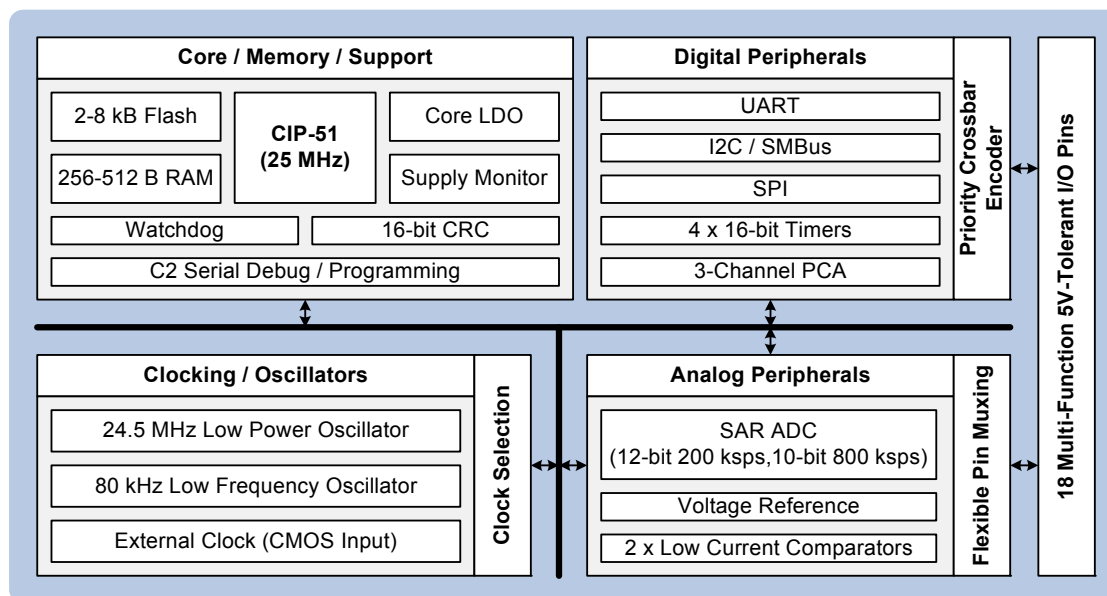 Core / Memory / Support
2-8 kB Flash
CIP-51
(25 MHz)
Core LDO
256-512 B RAM
Supply Monitor
Watchdog
16-bit CRC
C2 Serial Debug / Programming
Digital Peripherals
UART
I2C / SMBus
SPI
4 x 16-bit Timers
3-Channel PCA
Priority Crossbar
Encoder
Clocking / Oscillators
24.5 MHz Low Power Oscillator
80 kHz Low Frequency Oscillator
External Clock (CMOS Input)
Clock Selection
Analog Peripherals
SAR ADC
(12-bit 200 ksps,10-bit 800 ksps)
Voltage Reference
2 x Low Current Comparators
Flexible Pin Muxing
18 Multi-Function 5V-Tolerant I/O Pins